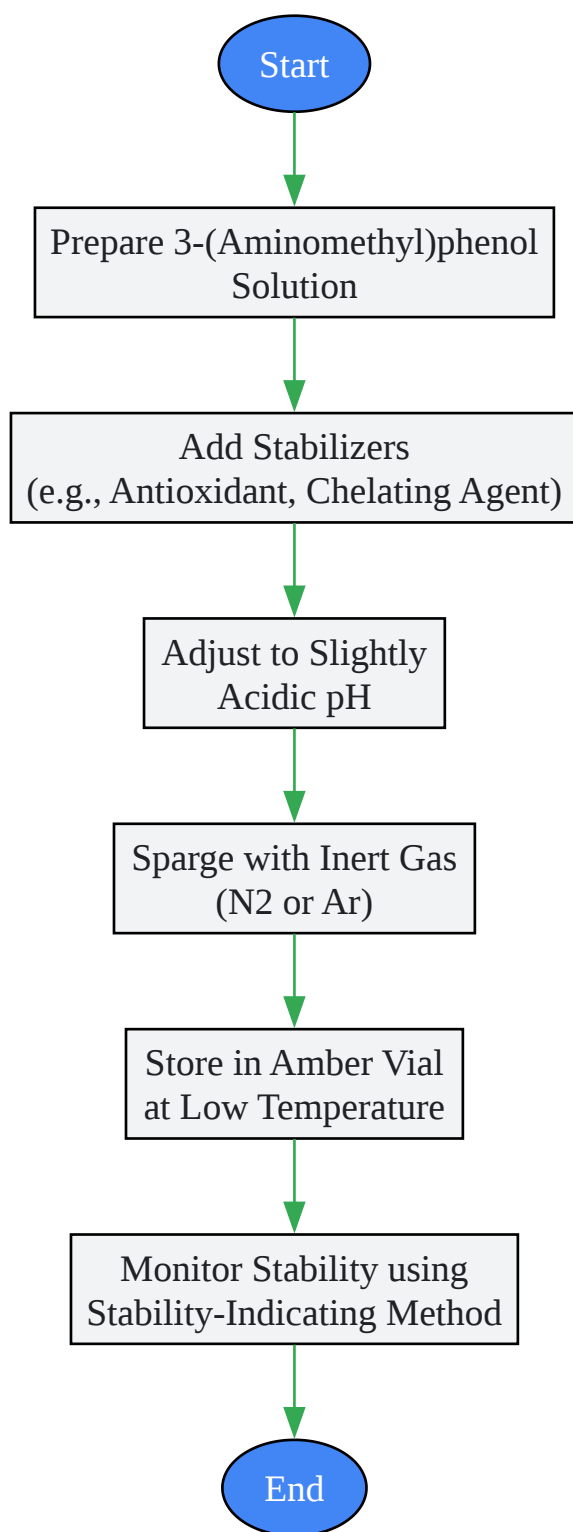 Start
Prepare 3-(Aminomethyl)phenol
Solution
Add Stabilizers
(e.g., Antioxidant, Chelating Agent)
Adjust to Slightly
Acidic pH
Sparge with Inert Gas
(N2 or Ar)
Store in Amber Vial
at Low Temperature
Monitor Stability using
Stability-Indicating Method
End